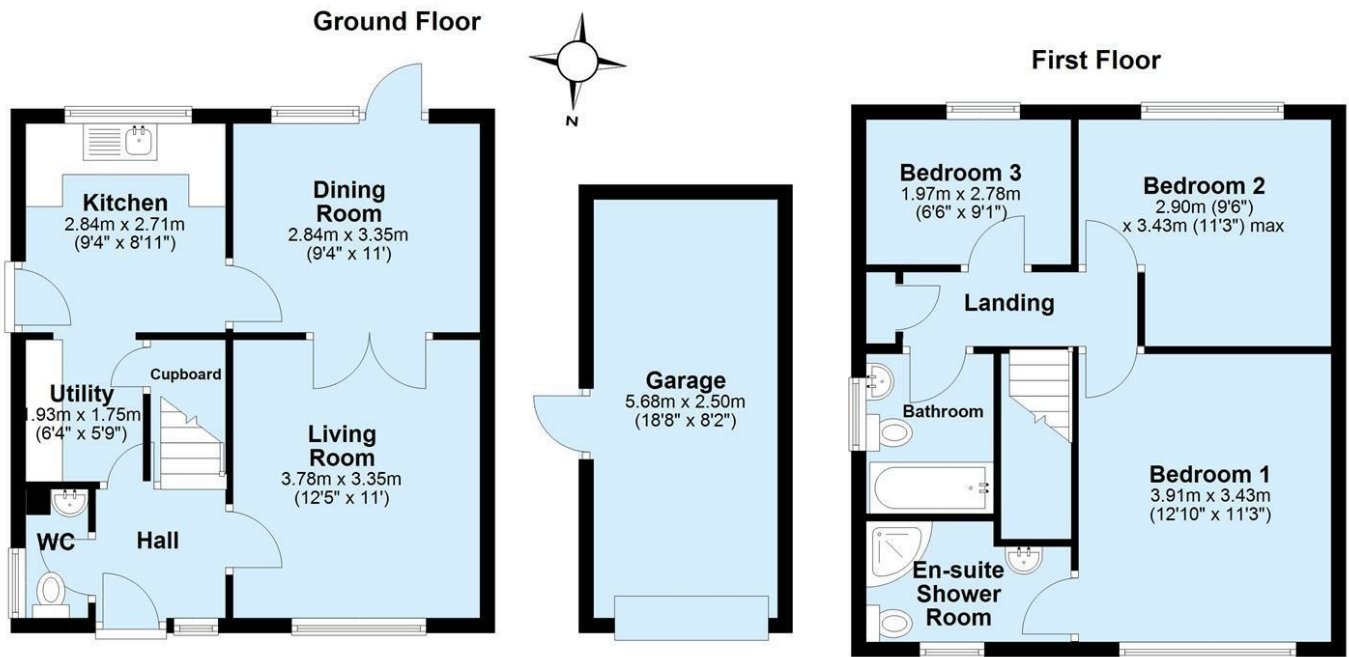 Ground Floor
N
First Floor
Kitchen
2.84m x 2.71m
(9'4" x 8'11")
Dining
Room
2.84m x 3.35m
(9'4" x 11')
Utility
1.93m x 1.75m
(6'4" x 5'9")
Cupboard
Living
Room
3.78m x 3.35m
(12'5" x 11')
WC
Hall
Garage
5.68m x 2.50m
(18'8" x 8'2")
Bedroom 3
1.97m x 2.78m
(6'6" x 9'1")
Bedroom 2
2.90m (9'6")
x 3.43m (11'3") max
Landing
Bathroom
Bedroom 1
3.91m x 3.43m
(12'10" x 11'3")
En-suite
Shower
Room